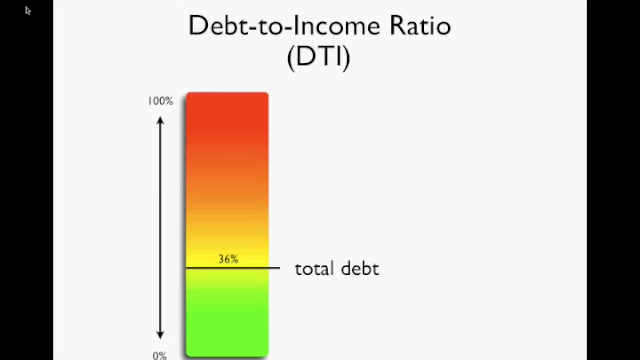 Debt-to-Income Ratio
(DTI)
100%
36%
total debt
0%